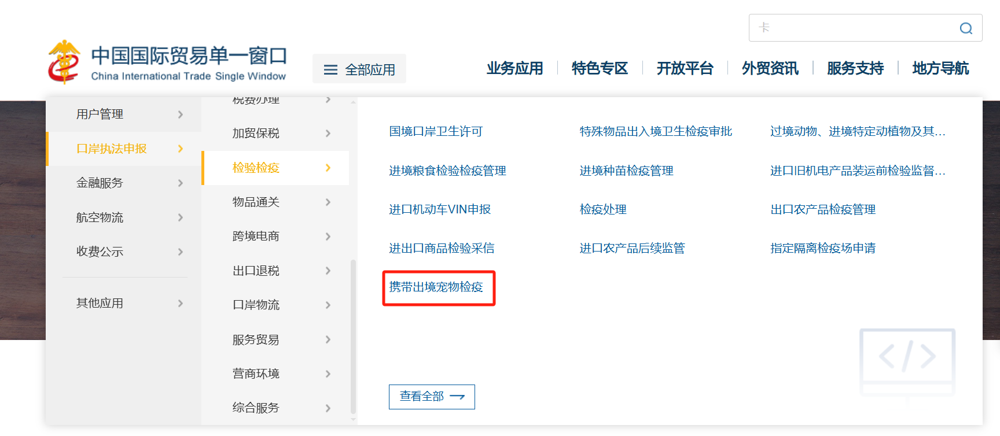 卡
中国国际贸易单一窗口
China International Trade Single Window
全部应用
业务应用
特色专区
开放平台
外贸资讯
服务支持
地方导航
用户管理
口岸执法申报
金融服务
航空物流
收费公示
其他应用
税费办理
加贸保税
检验检疫
物品通关
跨境电商
出口退税
口岸物流
服务贸易
营商环境
综合服务
国境口岸卫生许可
特殊物品出入境卫生检疫审批
过境动物、进境特定动植物及其...
进境粮食检验检疫管理
进境种苗检疫管理
进口旧机电产品装运前检验监督...
进口机动车VIN申报
检疫处理
出口农产品检疫管理
进出口商品检验采信
进口农产品后续监管
指定隔离检疫场申请
携带出境宠物检疫
查看全部